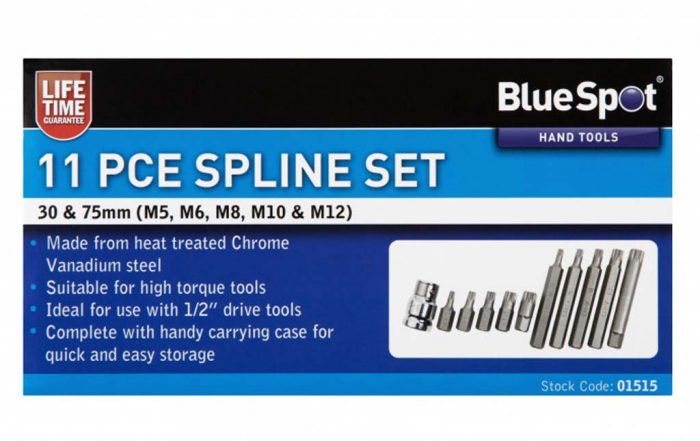 LIFE
TIME
GUARANTEE
BlueSpot®
HAND TOOLS
11 PCE SPLINE SET
30 & 75mm (M5, M6, M8, M10 & M12)
• Made from heat treated Chrome
Vanadium steel
• Suitable for high torque tools
• Ideal for use with 1/2" drive tools
• Complete with handy carrying case for
quick and easy storage
Stock Code: 01515